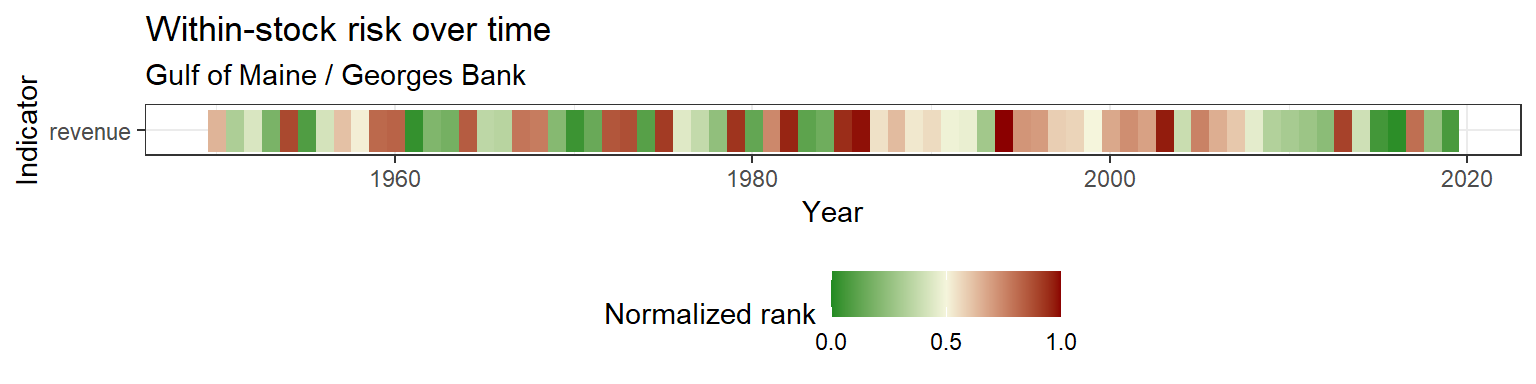 Within-stock risk over time
Gulf of Maine / Georges Bank
Indicator
revenue
1960 1980 2000 2020
Year
Normalized rank
0.0 0.5 1.0